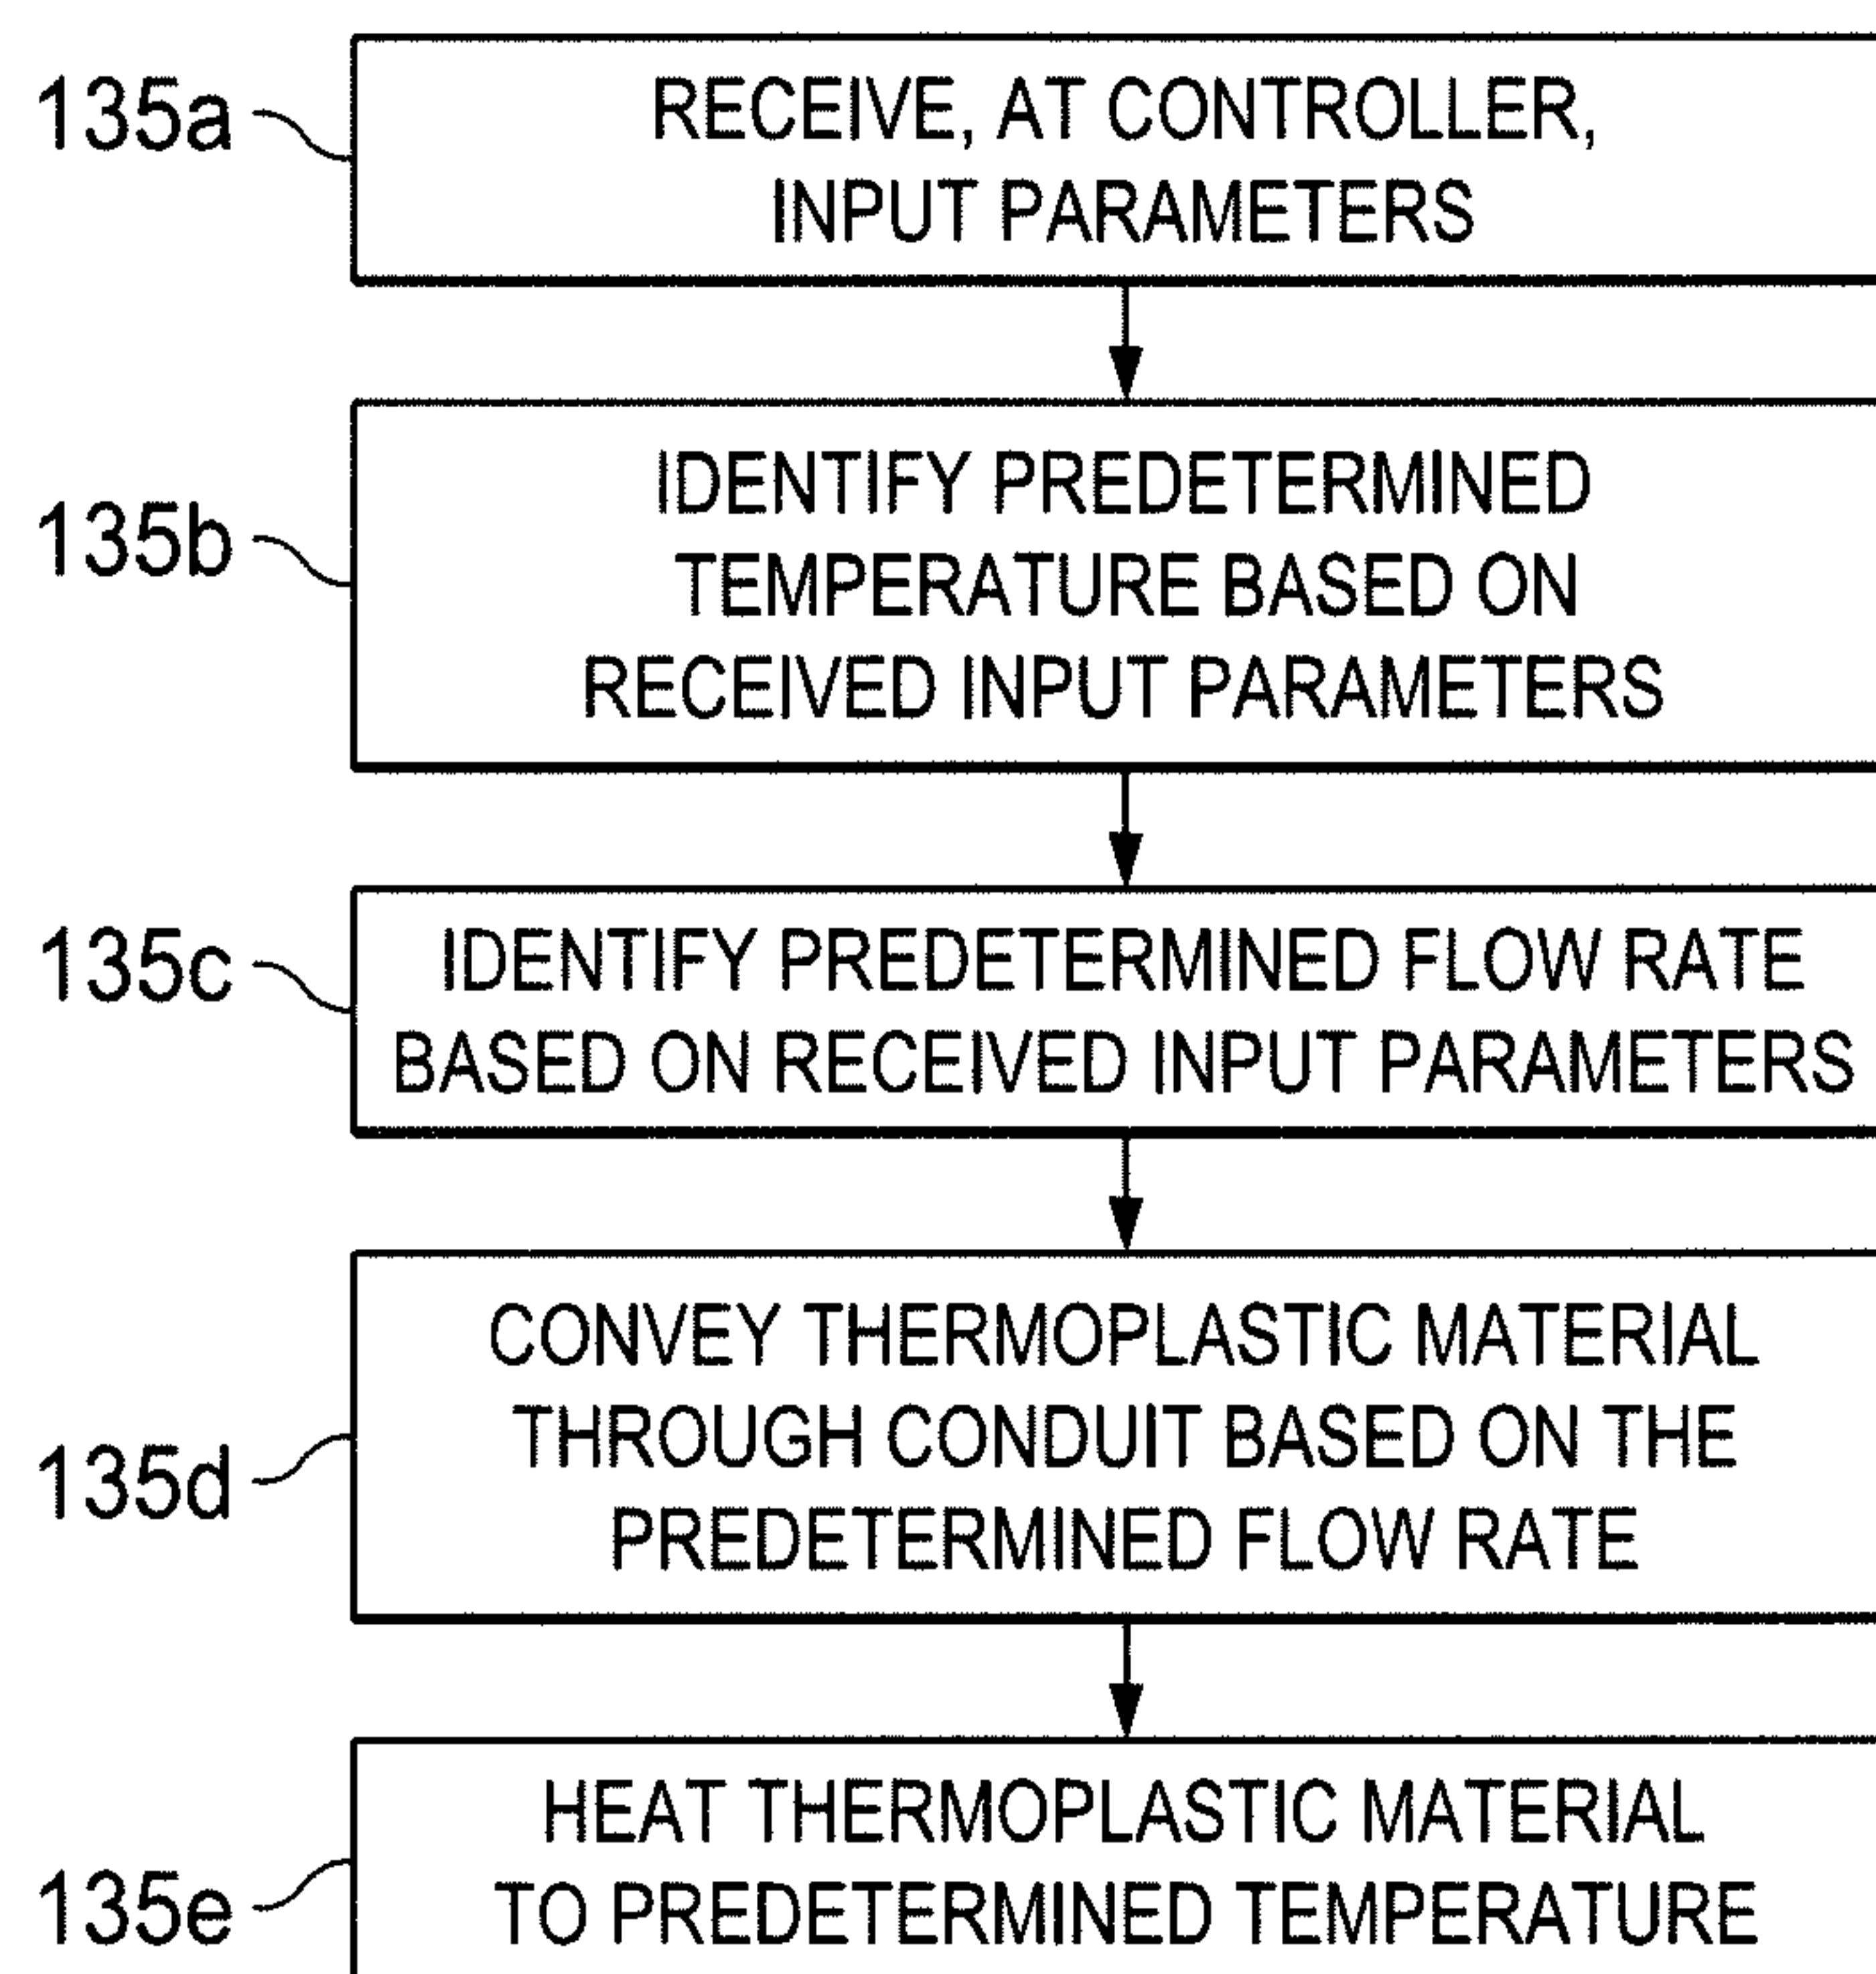 135a
RECEIVE, AT CONTROLLER,
INPUT PARAMETERS
135b
IDENTIFY PREDETERMINED
TEMPERATURE BASED ON
RECEIVED INPUT PARAMETERS
135c
IDENTIFY PREDETERMINED FLOW RATE
BASED ON RECEIVED INPUT PARAMETERS
135d
CONVEY THERMOPLASTIC MATERIAL
THROUGH CONDUIT BASED ON THE
PREDETERMINED FLOW RATE
135e
HEAT THERMOPLASTIC MATERIAL
TO PREDETERMINED TEMPERATURE